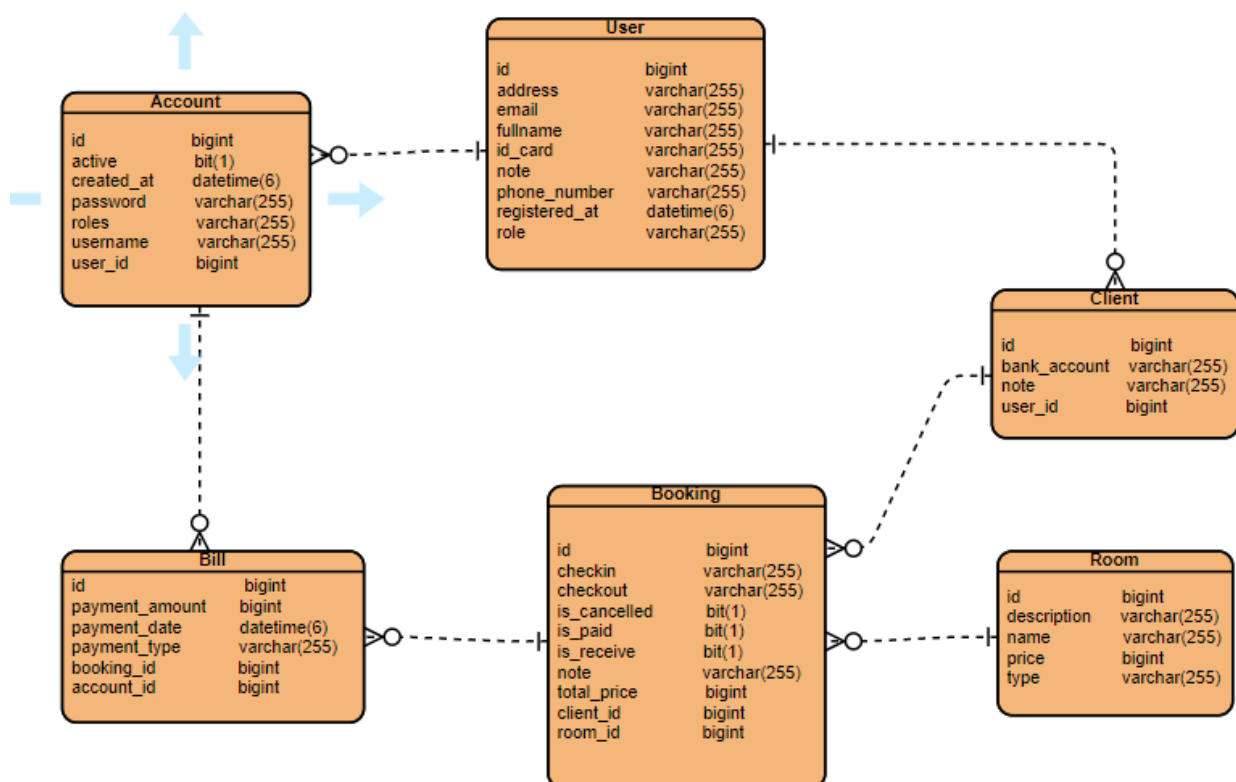 User
id bigint
address varchar(255)
email varchar(255)
fullname varchar(255)
id_card varchar(255)
note varchar(255)
phone_number varchar(255)
registered_at datetime(6)
role varchar(255)
Account
id bigint
active bit(1)
created_at datetime(6)
password varchar(255)
roles varchar(255)
username varchar(255)
user_id bigint
Client
id bigint
bank_account varchar(255)
note varchar(255)
user_id bigint
Booking
id bigint
checkin varchar(255)
checkout varchar(255)
is_cancelled bit(1)
is_paid bit(1)
is_receive bit(1)
note varchar(255)
total_price bigint
client_id bigint
room_id bigint
Bill
id bigint
payment_amount bigint
payment_date datetime(6)
payment_type varchar(255)
booking_id bigint
account_id bigint
Room
id bigint
description varchar(255)
name varchar(255)
price bigint
type varchar(255)